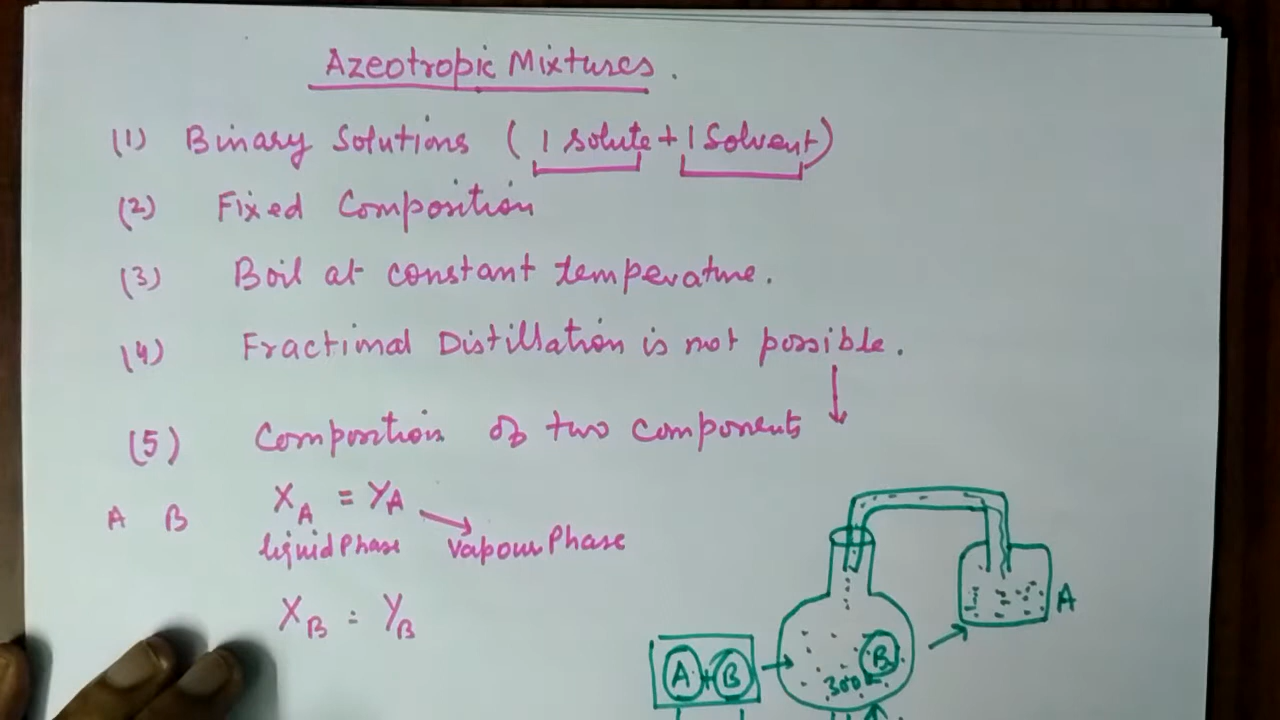 Azeotropic Mixtures.
(1) Binary Solutions (1 solute + 1 Solvent)
(2) Fixed Composition
(3) Boil at constant temperature.
(4) Fractional Distillation is not possible.
(5) Composition of two components
A B X_A = Y_A
liquid Phase Vapour Phase
X_B = Y_B
A
A + B
B
300K